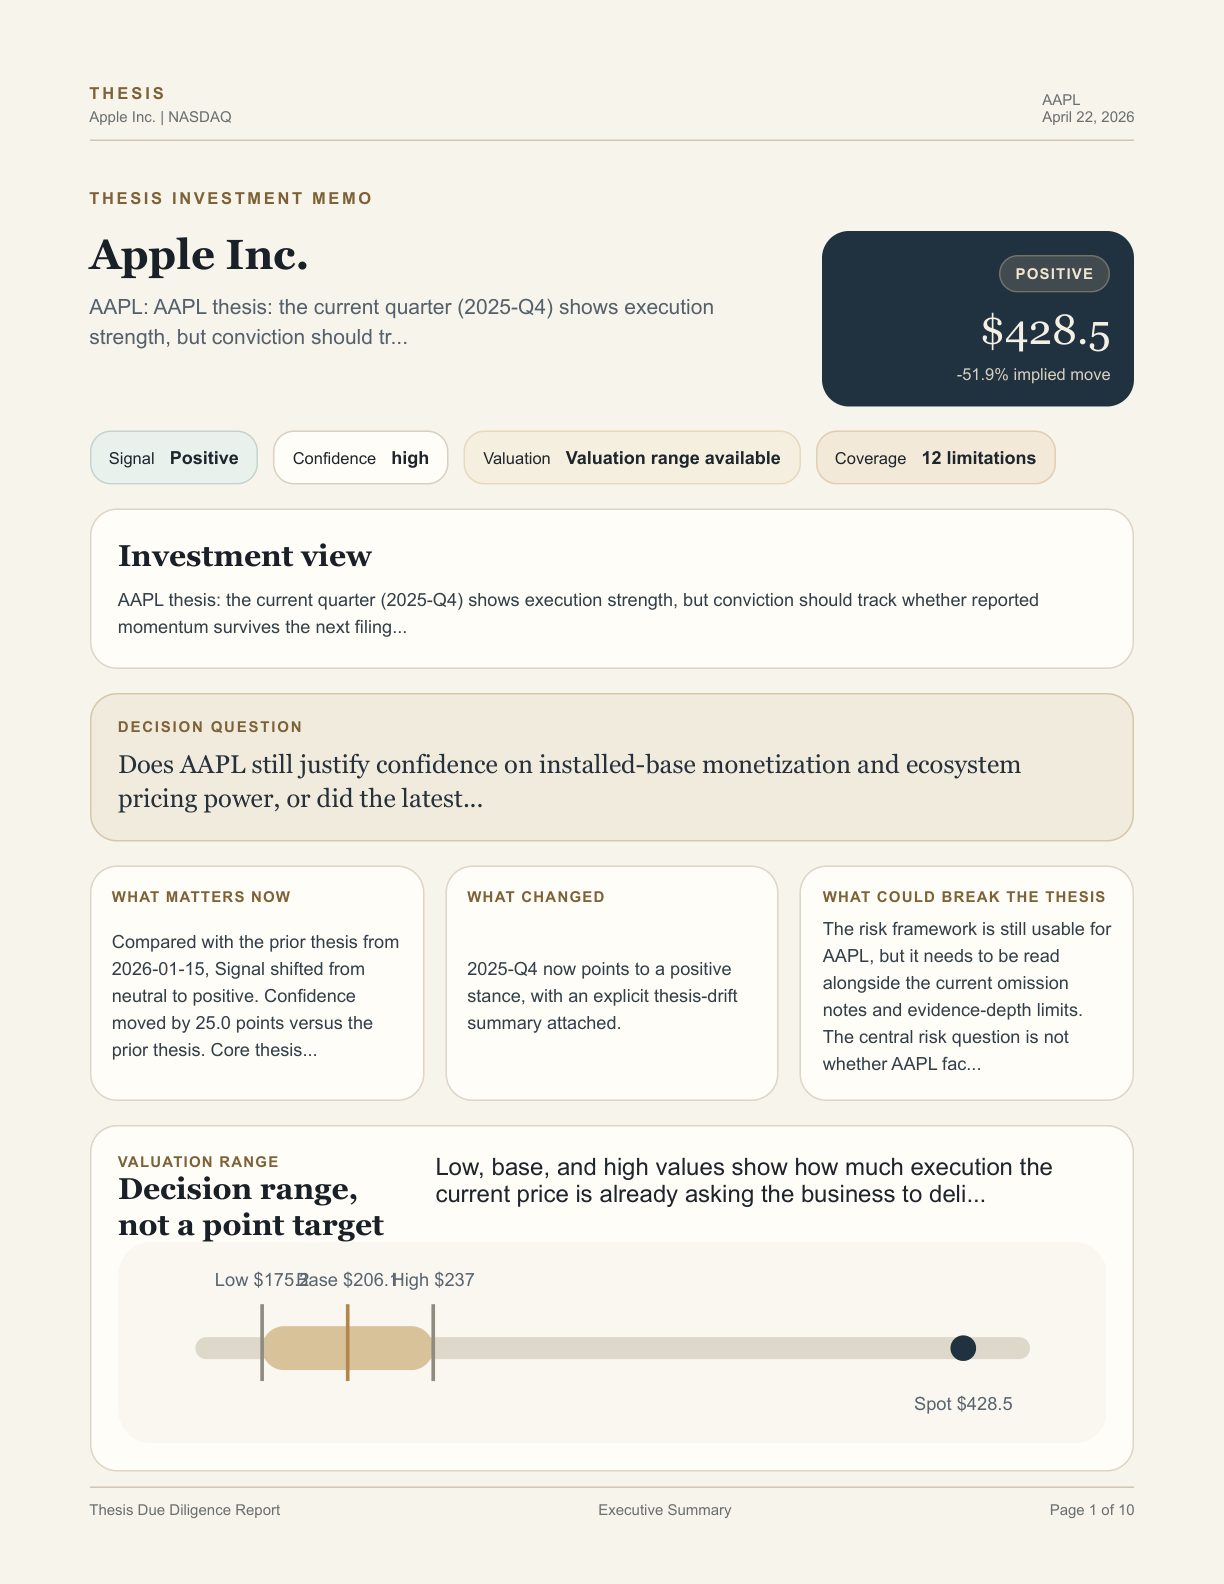 THESIS
Apple Inc. | NASDAQ
AAPL
April 22, 2026
THESIS INVESTMENT MEMO
Apple Inc.
AAPL: AAPL thesis: the current quarter (2025-Q4) shows execution
strength, but conviction should tr...
POSITIVE
$428.5
-51.9% implied move
Signal Positive
Confidence high
Valuation Valuation range available
Coverage 12 limitations
Investment view
AAPL thesis: the current quarter (2025-Q4) shows execution strength, but conviction should track whether reported
momentum survives the next filing...
DECISION QUESTION
Does AAPL still justify confidence on installed-base monetization and ecosystem
pricing power, or did the latest...
WHAT MATTERS NOW
Compared with the prior thesis from
2026-01-15, Signal shifted from
neutral to positive. Confidence
moved by 25.0 points versus the
prior thesis. Core thesis...
WHAT CHANGED
2025-Q4 now points to a positive
stance, with an explicit thesis-drift
summary attached.
WHAT COULD BREAK THE THESIS
The risk framework is still usable for
AAPL, but it needs to be read
alongside the current omission
notes and evidence-depth limits.
The central risk question is not
whether AAPL fac...
VALUATION RANGE
Decision range,
not a point target
Low, base, and high values show how much execution the
current price is already asking the business to deli...
Low $175.2
Base $206.1
High $237
Spot $428.5
Thesis Due Diligence Report
Executive Summary
Page 1 of 10